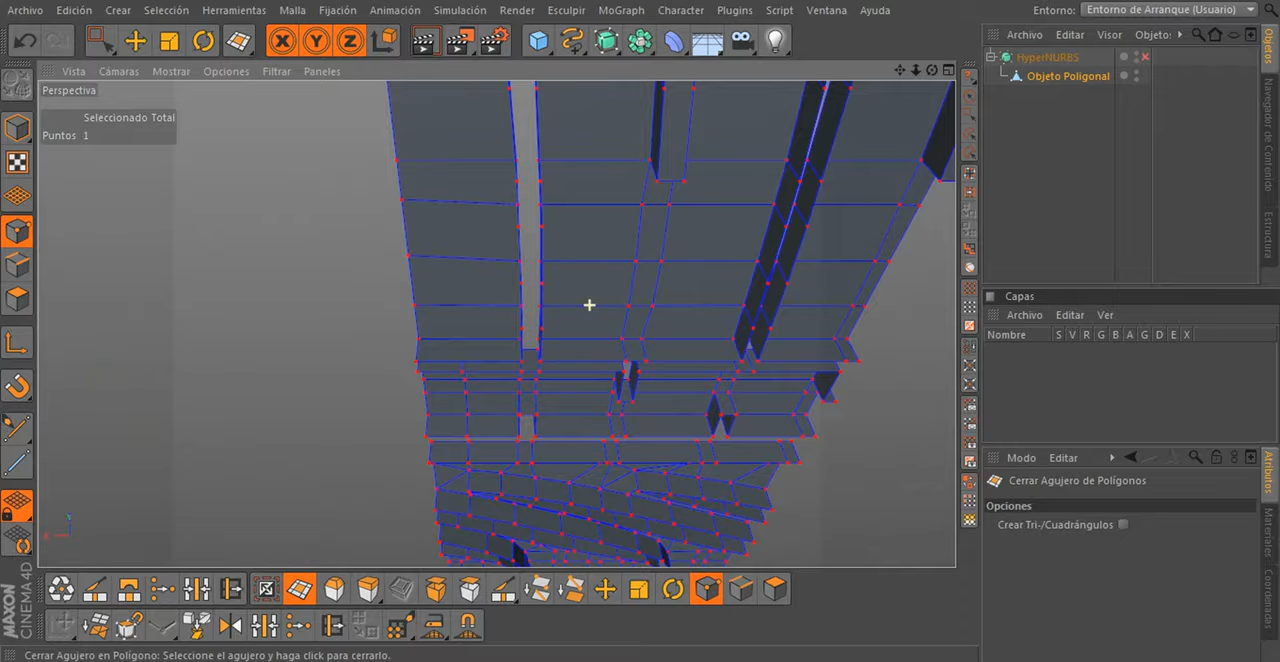 Archivo Edición Crear Selección Herramientas Malla Fijación Animación Simulación Render Esculpir MoGraph Character Plugins Script Ventana Ayuda Entorno: Entorno de Arranque (Usuario)
X Y Z
Archivo Editar Visor Objeto:
HyperNURBS
Objeto Poligonal
Vista Cámaras Mostrar Opciones Filtrar Paneles
Perspectiva
Seleccionado Total
Puntos 1
Objetos
Navegador de Contenido
Estructura
Capas
Archivo Editar Ver
Nombre S V R G B A G D E X
Modo Editar
Cerrar Agujero de Polígonos
Opciones
Crear Tri-/Cuadrángulos
Atributos
Materiales
Coordenadas
MAXON
CINEMA 4D
Cerrar Agujero en Polígono: Seleccione el agujero y haga click para cerrarlo.